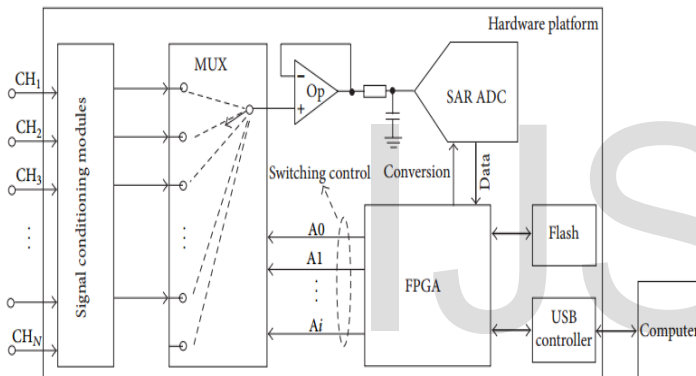 Hardware platform
MUX
CH1
CH2
CH3
⋮
CHN
Signal conditioning modules
⋮
−
+
Op
SAR ADC
Switching control
Conversion
Data
A0
A1
⋮
Ai
FPGA
Flash
USB
controller
Computer
IJS